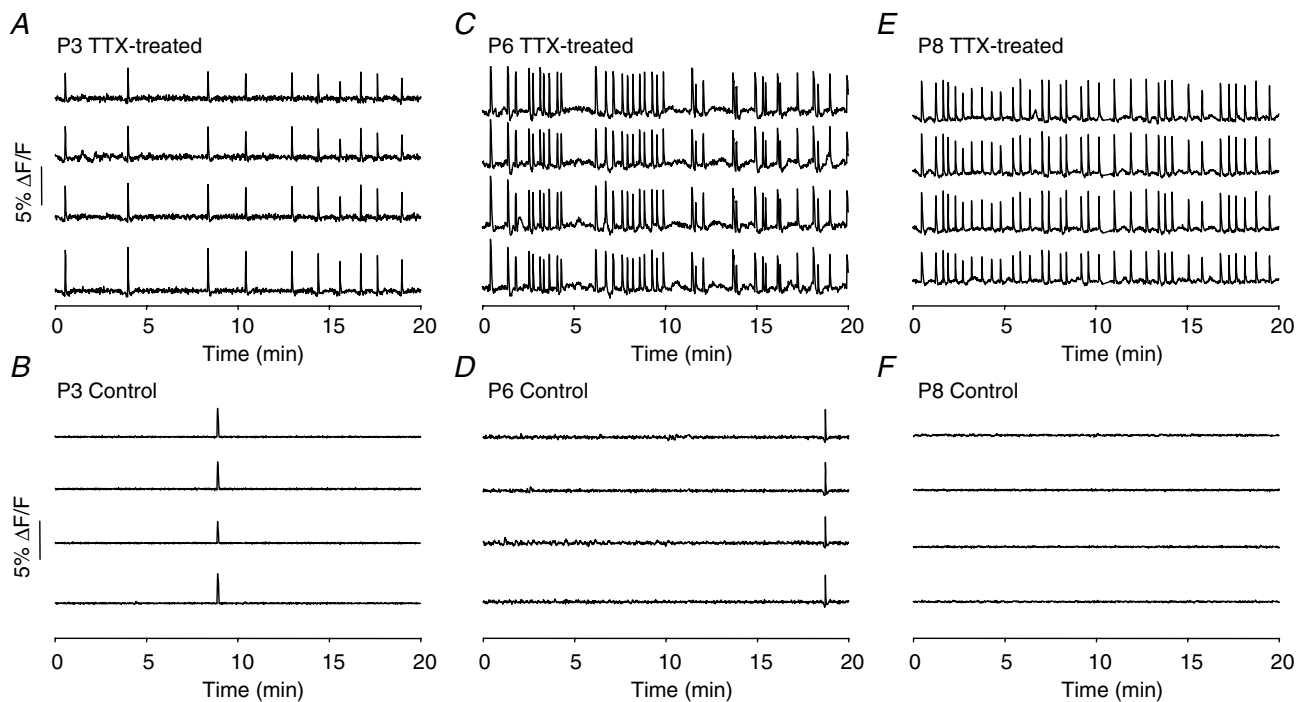 A
P3 TTX-treated
5% ΔF/F
0 5 10 15 20
Time (min)
C
P6 TTX-treated
0 5 10 15 20
Time (min)
E
P8 TTX-treated
0 5 10 15 20
Time (min)
B
P3 Control
5% ΔF/F
0 5 10 15 20
Time (min)
D
P6 Control
0 5 10 15 20
Time (min)
F
P8 Control
0 5 10 15 20
Time (min)